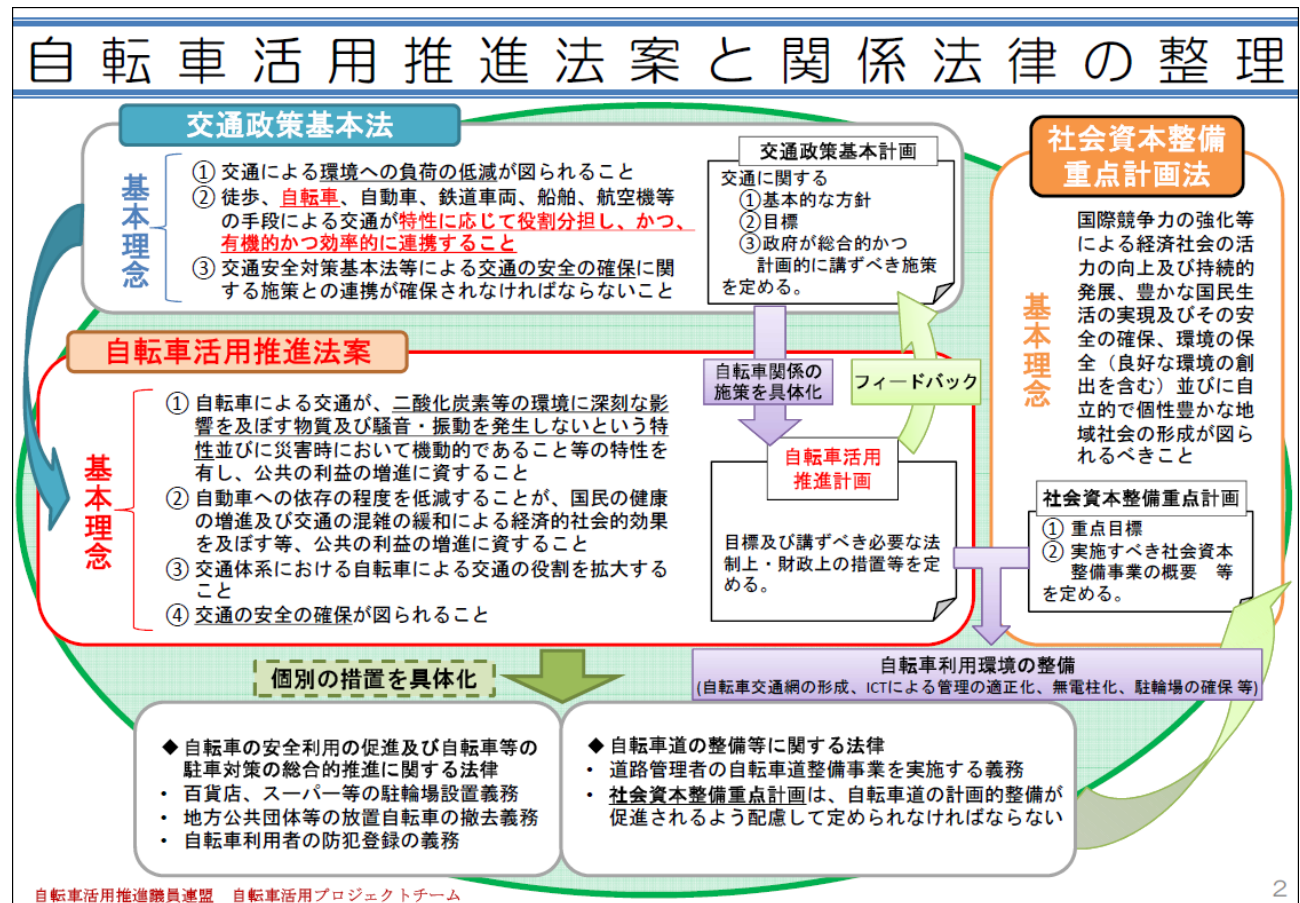 自転車活用推進法案と関係法律の整理
交通政策基本法
基本理念
① 交通による環境への負荷の低減が図られること
② 徒歩、自転車、自動車、鉄道車両、船舶、航空機等
の手段による交通が特性に応じて役割分担し、かつ、
有機的かつ効率的に連携すること
③ 交通安全対策基本法等による交通の安全の確保に関
する施策との連携が確保されなければならないこと
交通政策基本計画
交通に関する
①基本的な方針
②目標
③政府が総合的かつ
計画的に講ずべき施策
を定める。
社会資本整備
重点計画法
基本理念
国際競争力の強化等
による経済社会の活
力の向上及び持続的
発展、豊かな国民生
活の実現及びその安
全の確保、環境の保
全（良好な環境の創
出を含む）並びに自
立的で個性豊かな地
域社会の形成が図ら
れるべきこと
社会資本整備重点計画
① 重点目標
② 実施すべき社会資本
整備事業の概要 等
を定める。
自転車活用推進法案
基本理念
① 自転車による交通が、二酸化炭素等の環境に深刻な影
響を及ぼす物質及び騒音・振動を発生しないという特
性並びに災害時において機動的であること等の特性を
有し、公共の利益の増進に資すること
② 自動車への依存の程度を低減することが、国民の健康
の増進及び交通の混雑の緩和による経済的社会的効果
を及ぼす等、公共の利益の増進に資すること
③ 交通体系における自転車による交通の役割を拡大する
こと
④ 交通の安全の確保が図られること
自転車関係の
施策を具体化
フィードバック
自転車活用
推進計画
目標及び講ずべき必要な法
制上・財政上の措置等を定
める。
自転車利用環境の整備
(自転車交通網の形成、ICTによる管理の適正化、無電柱化、駐輪場の確保 等)
個別の措置を具体化
◆ 自転車の安全利用の促進及び自転車等の
駐車対策の総合的推進に関する法律
・ 百貨店、スーパー等の駐輪場設置義務
・ 地方公共団体等の放置自転車の撤去義務
・ 自転車利用者の防犯登録の義務
◆ 自転車道の整備等に関する法律
・ 道路管理者の自転車道整備事業を実施する義務
・ 社会資本整備重点計画は、自転車道の計画的整備が
促進されるよう配慮して定められなければならない
自転車活用推進議員連盟 自転車活用プロジェクトチーム
2